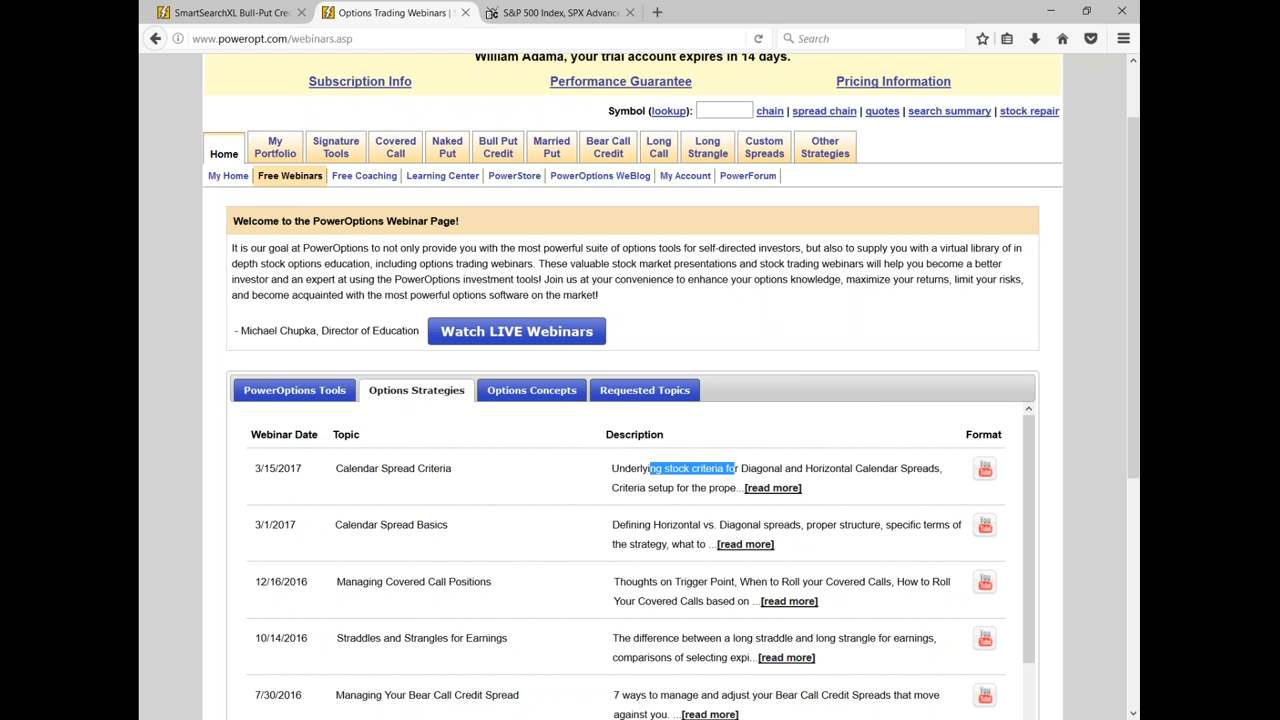 SmartSearchXL Bull-Put Cre
Options Trading Webinars |
S&P 500 Index, SPX Advanc
www.poweropt.com/webinars.asp
Search
William Adama, your trial account expires in 14 days.
Subscription Info Performance Guarantee Pricing Information
Symbol (lookup): chain | spread chain | quotes | search summary | stock repair
Home My Portfolio Signature Tools Covered Call Naked Put Bull Put Credit Married Put Bear Call Credit Long Call Long Strangle Custom Spreads Other Strategies
My Home Free Webinars Free Coaching Learning Center PowerStore PowerOptions WeBlog My Account PowerForum
Welcome to the PowerOptions Webinar Page!
It is our goal at PowerOptions to not only provide you with the most powerful suite of options tools for self-directed investors, but also to supply you with a virtual library of in
depth stock options education, including options trading webinars. These valuable stock market presentations and stock trading webinars will help you become a better
investor and an expert at using the PowerOptions investment tools! Join us at your convenience to enhance your options knowledge, maximize your returns, limit your risks,
and become acquainted with the most powerful options software on the market!
- Michael Chupka, Director of Education Watch LIVE Webinars
PowerOptions Tools Options Strategies Options Concepts Requested Topics
Webinar Date Topic Description Format
3/15/2017 Calendar Spread Criteria Underlying stock criteria for Diagonal and Horizontal Calendar Spreads, You Tube
Criteria setup for the prope...[read more]
3/1/2017 Calendar Spread Basics Defining Horizontal vs. Diagonal spreads, proper structure, specific terms of You Tube
the strategy, what to ...[read more]
12/16/2016 Managing Covered Call Positions Thoughts on Trigger Point, When to Roll your Covered Calls, How to Roll You Tube
Your Covered Calls based on ...[read more]
10/14/2016 Straddles and Strangles for Earnings The difference between a long straddle and long strangle for earnings, You Tube
comparisons of selecting expi...[read more]
7/30/2016 Managing Your Bear Call Credit Spread 7 ways to manage and adjust your Bear Call Credit Spreads that move You Tube
against you. ...[read more]